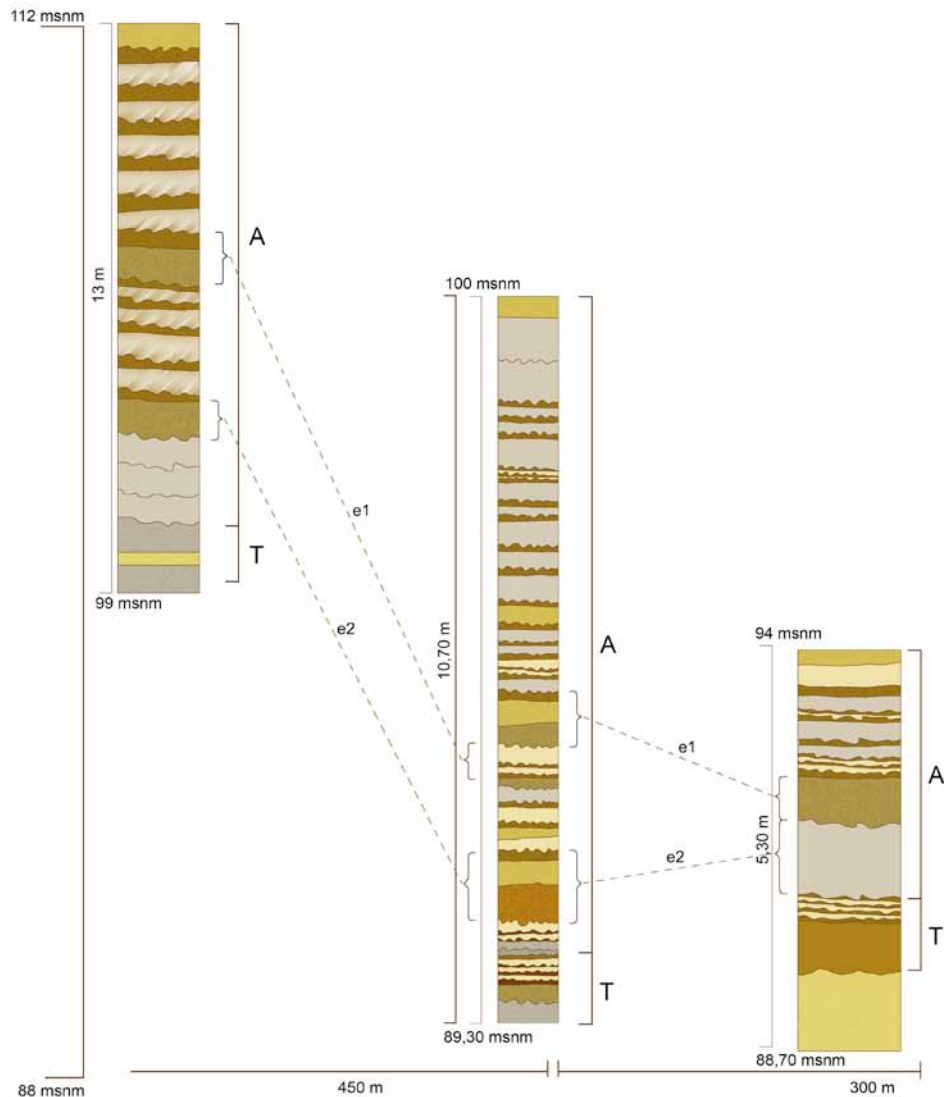 112 msnm
13 m
A
T
99 msnm
88 msnm
e1
e2
100 msnm
10,70 m
A
T
89,30 msnm
e1
e2
94 msnm
5,30 m
A
T
88,70 msnm
450 m
300 m